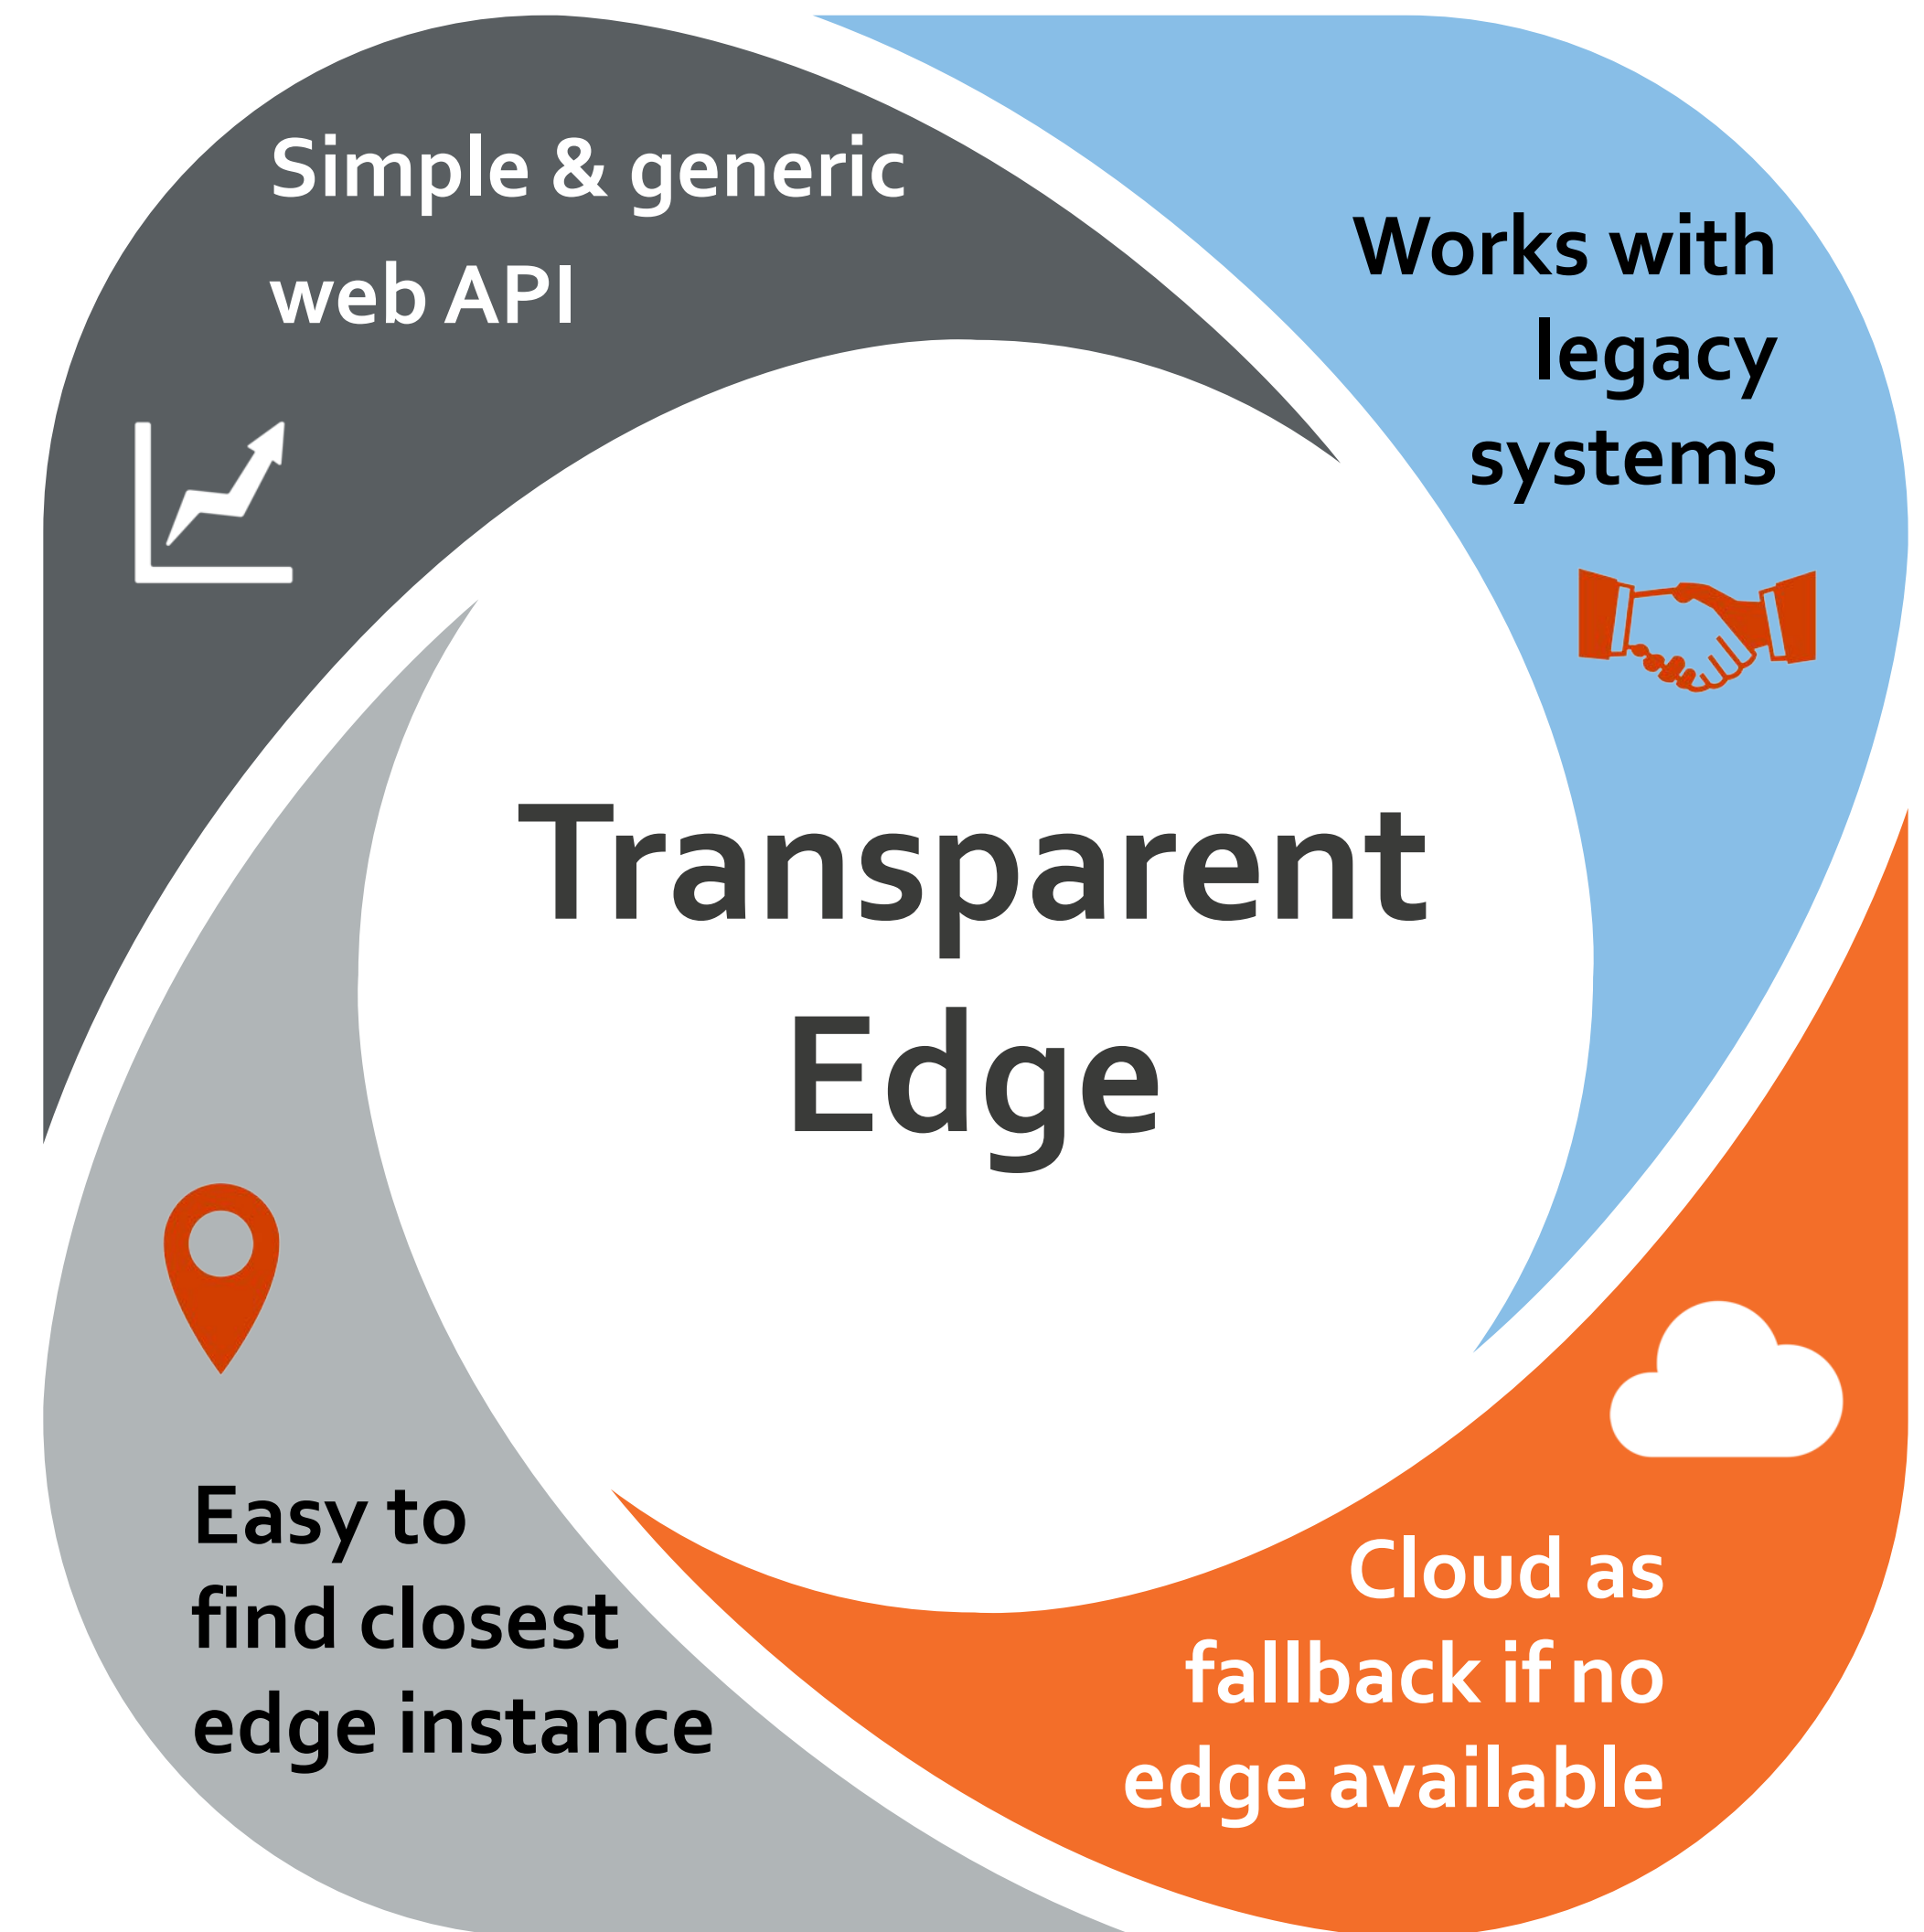 Simple & generic
web API
Works with
legacy
systems
Transparent
Edge
Easy to
find closest
edge instance
Cloud as
fallback if no
edge available